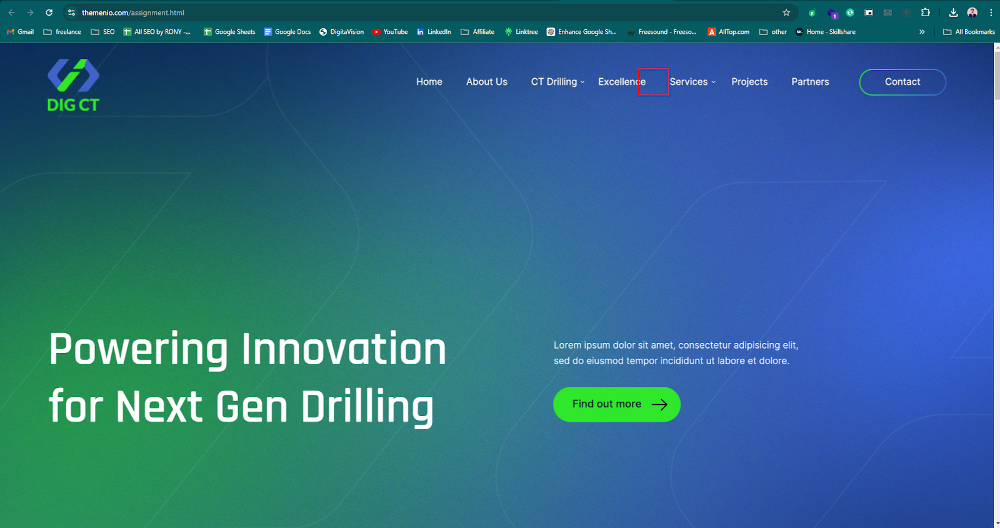 themenio.com/assignment.html
Gmail freelance SEO All SEO by RONY -... Google Sheets Google Docs DigitaVision YouTube LinkedIn Affiliate Linktree Enhance Google Sh... Freesound - Freeso... AllTop.com other Home - Skillshare » All Bookmarks
DIG CT
Home About Us CT Drilling Excellence Services Projects Partners Contact
Powering Innovation
for Next Gen Drilling
Lorem ipsum dolor sit amet, consectetur adipisicing elit,
sed do eiusmod tempor incididunt ut labore et dolore.
Find out more